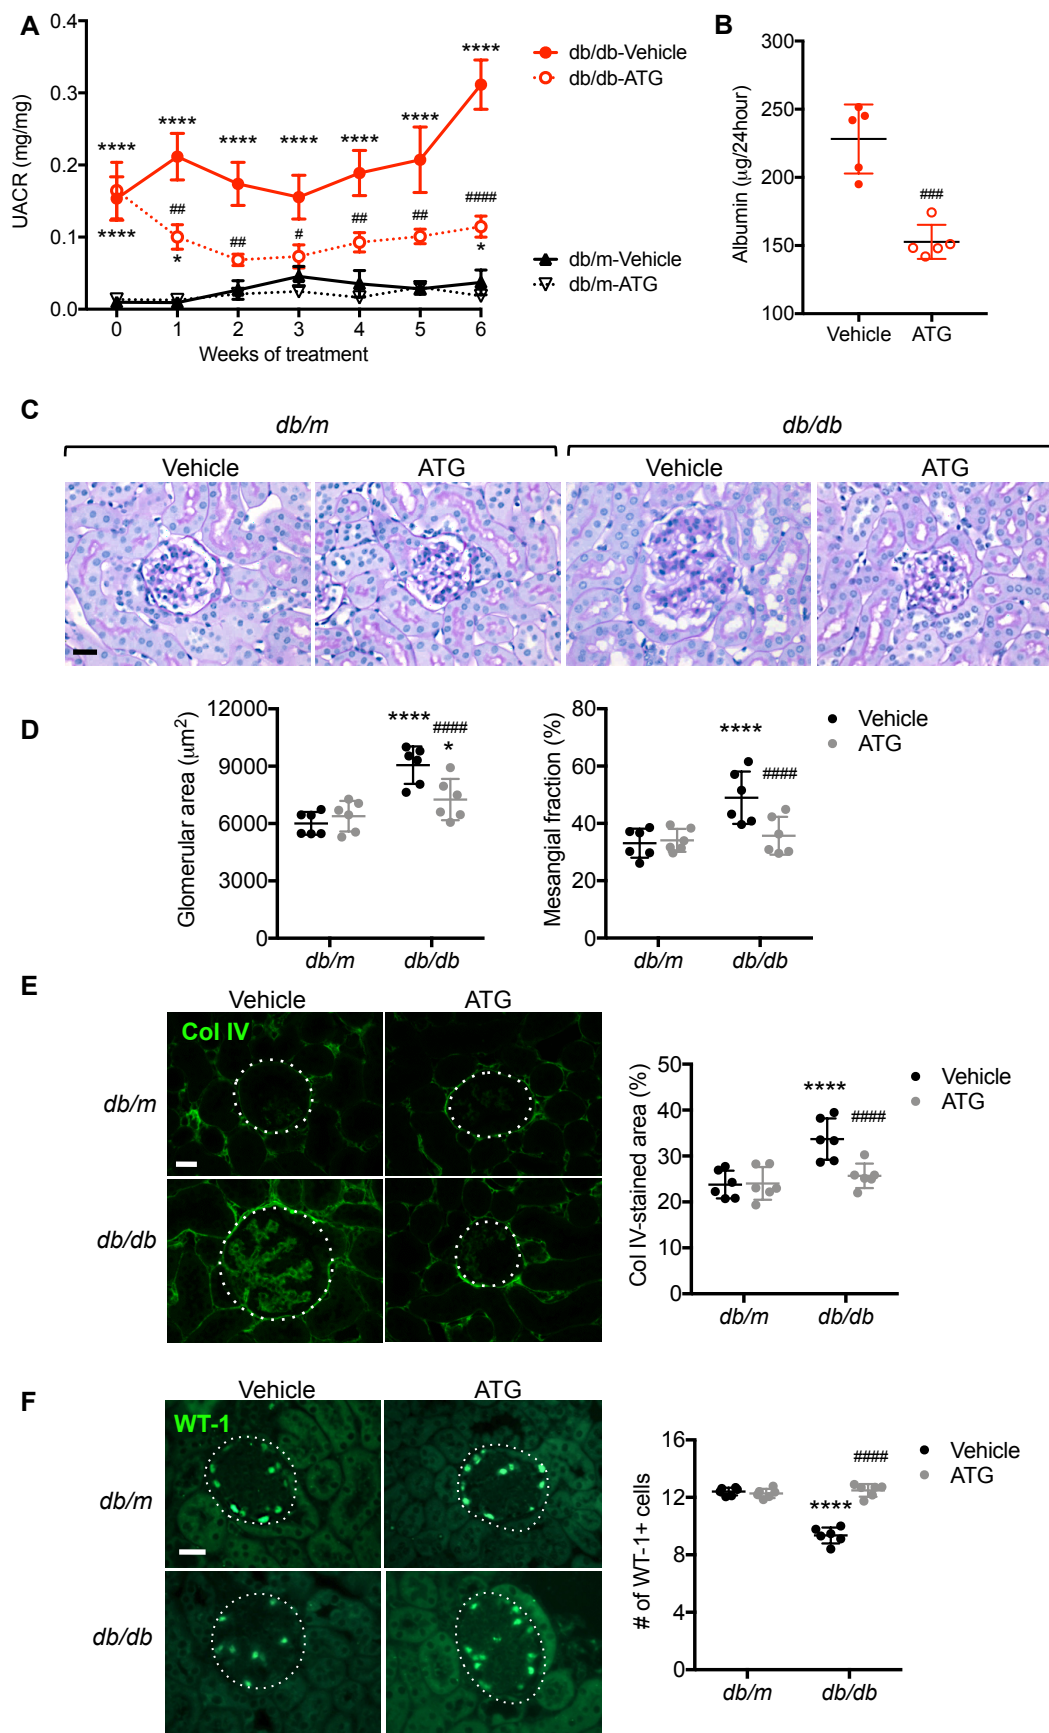 A
UACR (mg/mg)
0.4
0.3
0.2
0.1
0.0
**** **** **** **** **** **** ****
****
## ## # ## ## ####
* *
0 1 2 3 4 5 6
Weeks of treatment
db/db-Vehicle
db/db-ATG
db/m-Vehicle
db/m-ATG
B
Albumin (μg/24hour)
300
250
200
150
100
###
Vehicle ATG
C
db/m db/db
Vehicle ATG Vehicle ATG
D
Glomerular area (μm²)
12000
9000
6000
3000
0
**** ####
*
db/m db/db
Mesangial fraction (%)
80
60
40
20
0
****
####
db/m db/db
Vehicle
ATG
E
Vehicle ATG
Col IV
db/m
db/db
Col IV-stained area (%)
50
40
30
20
10
0
****
####
db/m db/db
Vehicle
ATG
F
Vehicle ATG
WT-1
db/m
db/db
# of WT-1+ cells
16
12
8
4
0
####
****
db/m db/db
Vehicle
ATG